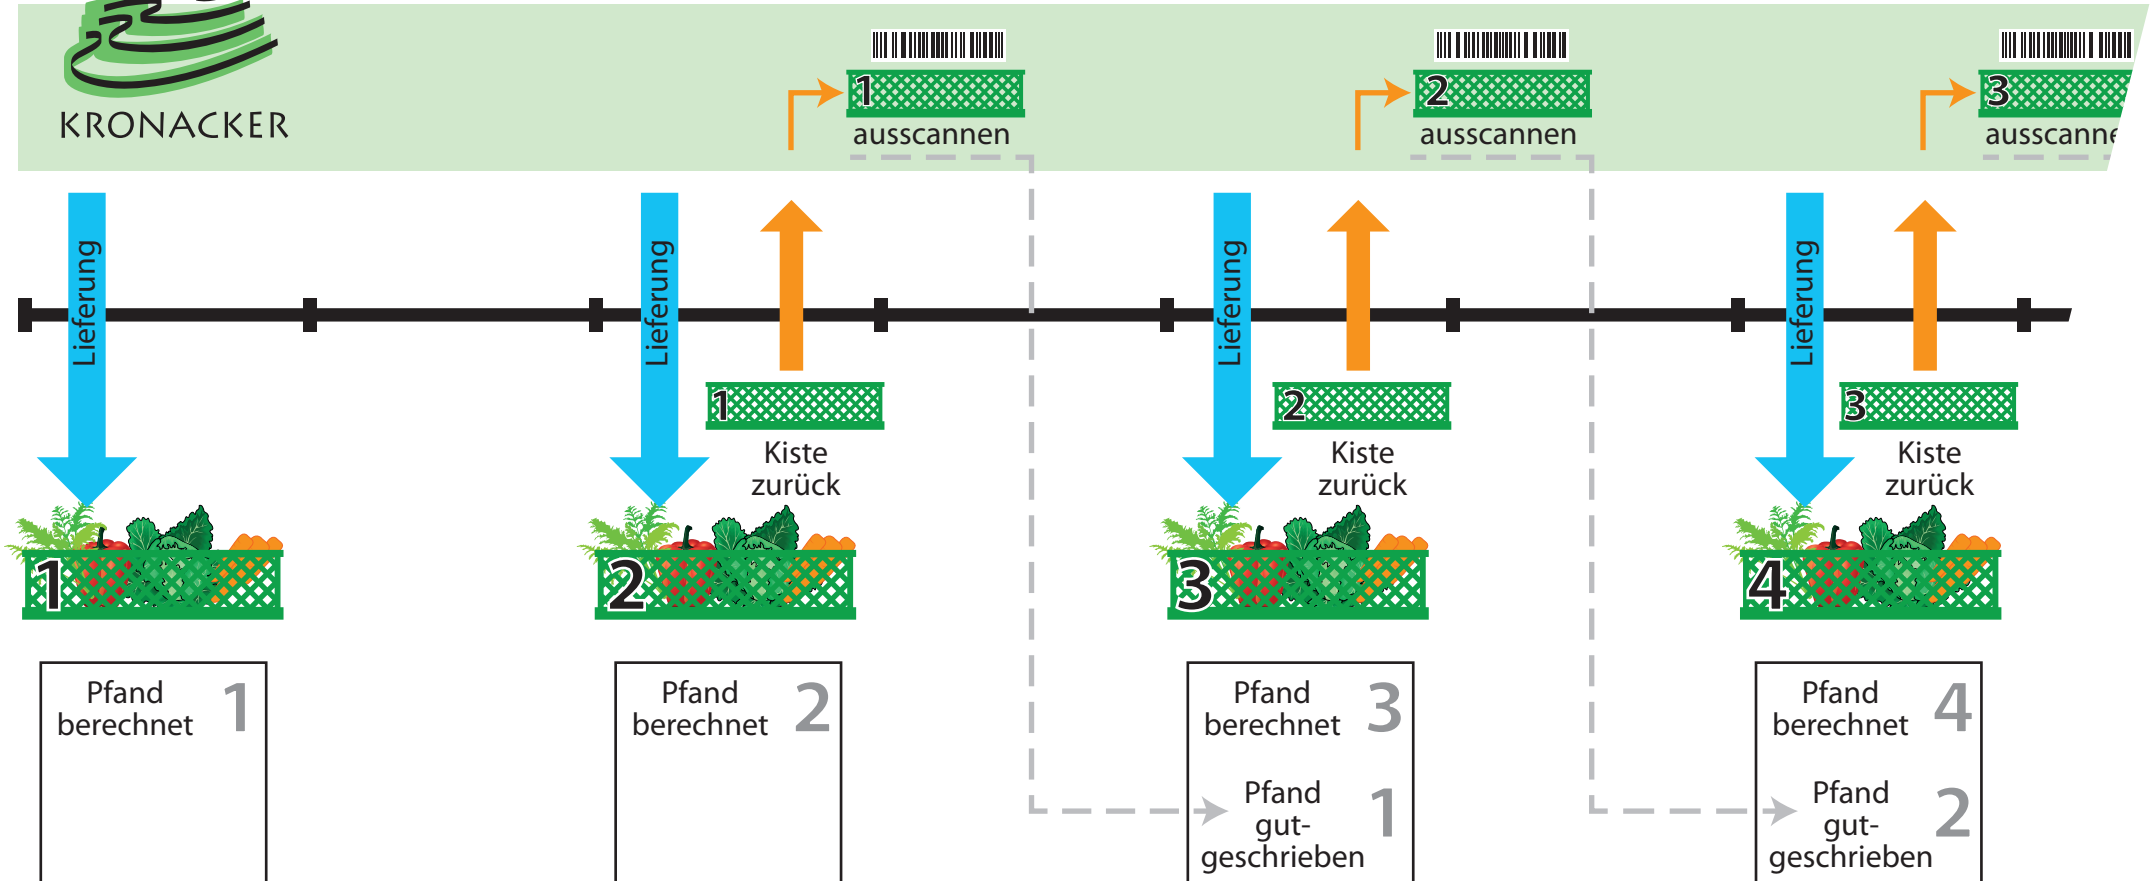 KRONACKER
1
ausscannen
2
ausscannen
3
ausscanne
Lieferung
Lieferung
Lieferung
Lieferung
1
Kiste
zurück
2
Kiste
zurück
3
Kiste
zurück
1
2
3
4
Pfand
berechnet
1
Pfand
berechnet
2
Pfand
berechnet
3
Pfand
gut-
geschrieben
1
Pfand
berechnet
4
Pfand
gut-
geschrieben
2